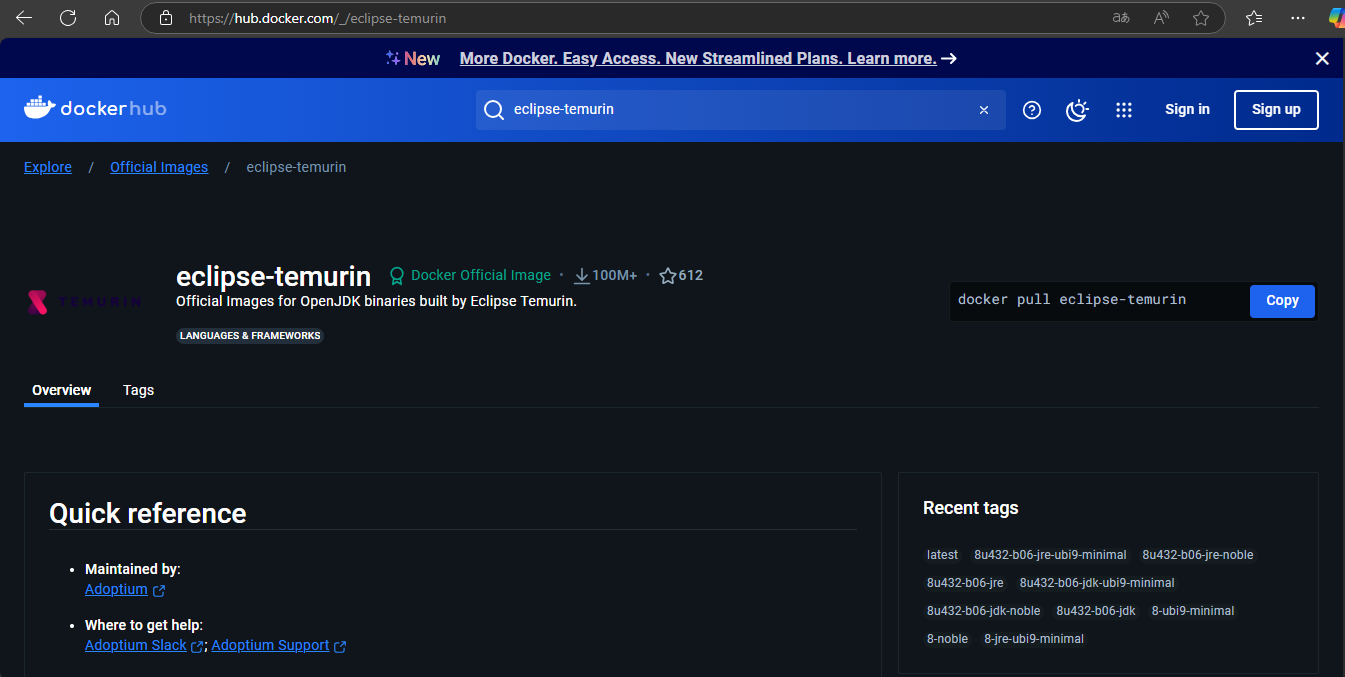 https://hub.docker.com/_/eclipse-temurin
New More Docker. Easy Access. New Streamlined Plans. Learn more.
dockerhub eclipse-temurin Sign in Sign up
Explore / Official Images / eclipse-temurin
eclipse-temurin Docker Official Image · 100M+ · 612
TEMURIN
Official Images for OpenJDK binaries built by Eclipse Temurin.
docker pull eclipse-temurin Copy
LANGUAGES & FRAMEWORKS
Overview Tags
Quick reference
• Maintained by:
Adoptium
• Where to get help:
Adoptium Slack; Adoptium Support
Recent tags
latest 8u432-b06-jre-ubi9-minimal 8u432-b06-jre-noble
8u432-b06-jre 8u432-b06-jdk-ubi9-minimal
8u432-b06-jdk-noble 8u432-b06-jdk 8-ubi9-minimal
8-noble 8-jre-ubi9-minimal